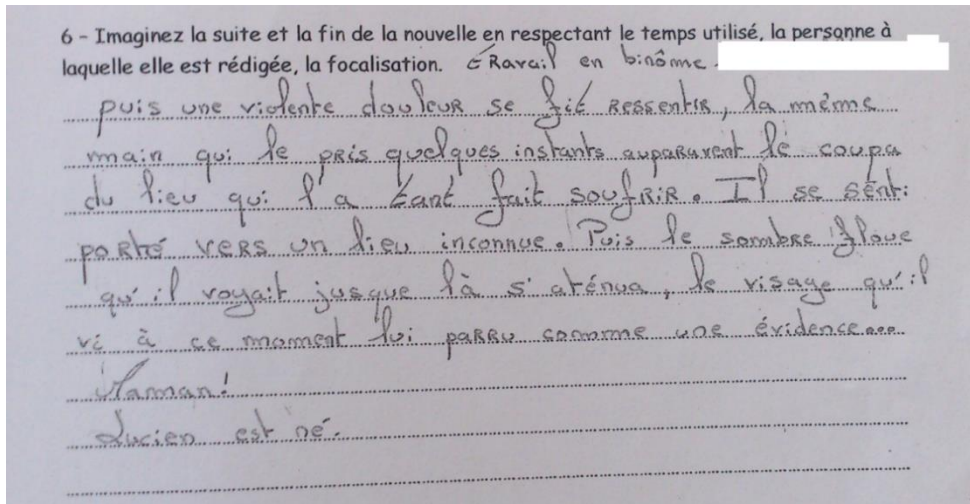 6 - Imaginez la suite et la fin de la nouvelle en respectant le temps utilisé, la personne à
laquelle elle est rédigée, la focalisation. travail en binôme.
puis une violente douleur se fit ressentir, la même
main qui le pris quelques instants auparavent le coupa
du lieu qui l'a tant fait soufrir. Il se senti
porté vers un lieu inconnue. Puis le sombre floue
qu'il voyait jusque là s'aténua, le visage qu'il
vi à ce moment lui parru comme une évidence...
Maman!
Lucien est né.